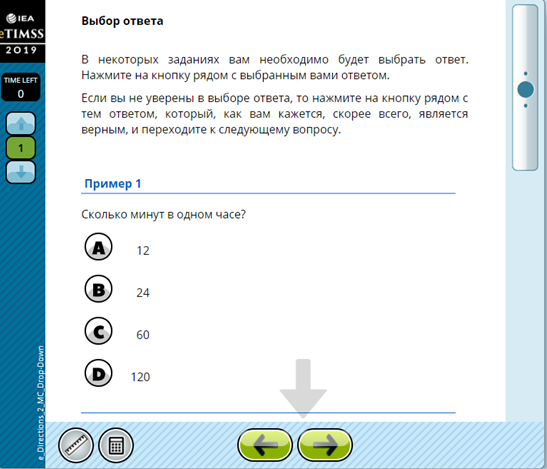 IEA
eTIMSS
2019
TIME LEFT
0
1
Выбор ответа
В некоторых заданиях вам необходимо будет выбрать ответ.
Нажмите на кнопку рядом с выбранным вами ответом.
Если вы не уверены в выборе ответа, то нажмите на кнопку рядом с
тем ответом, который, как вам кажется, скорее всего, является
верным, и переходите к следующему вопросу.
Пример 1
Сколько минут в одном часе?
A 12
B 24
C 60
D 120
e_Directions_2_MC_Drop-Down